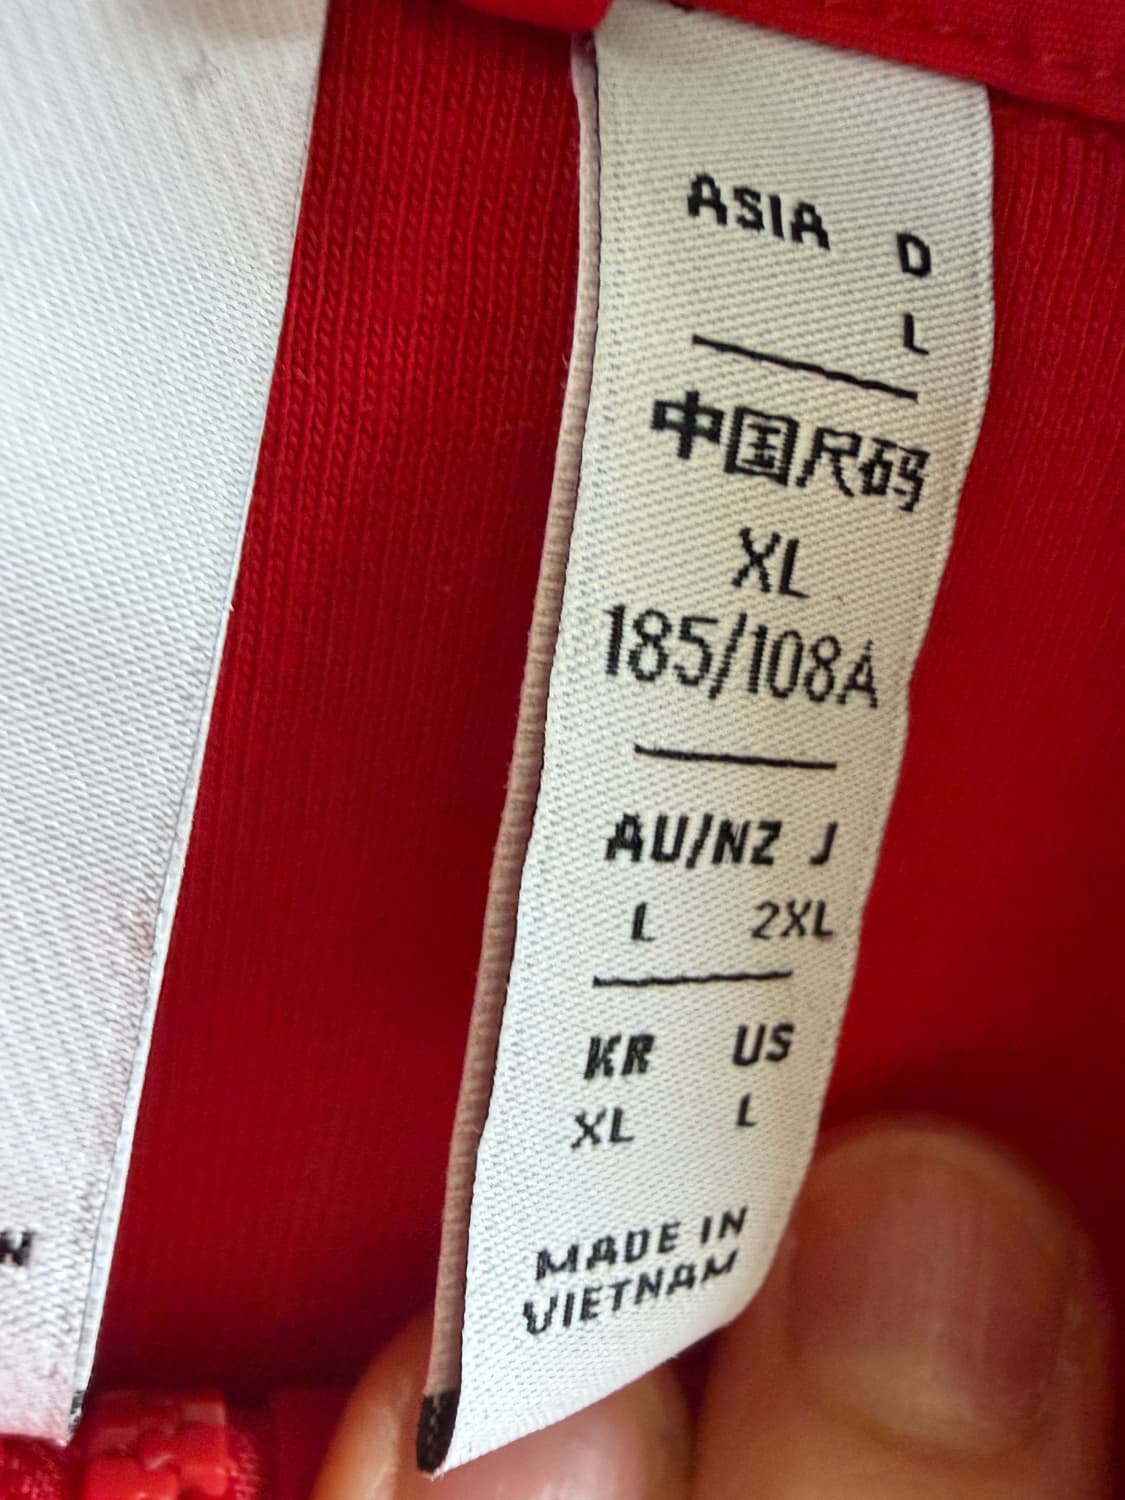 ASIA D
L
中国尺码
XL
185/108A
AU/NZ J
L 2XL
KR US
XL L
MADE IN
VIETNAM
N